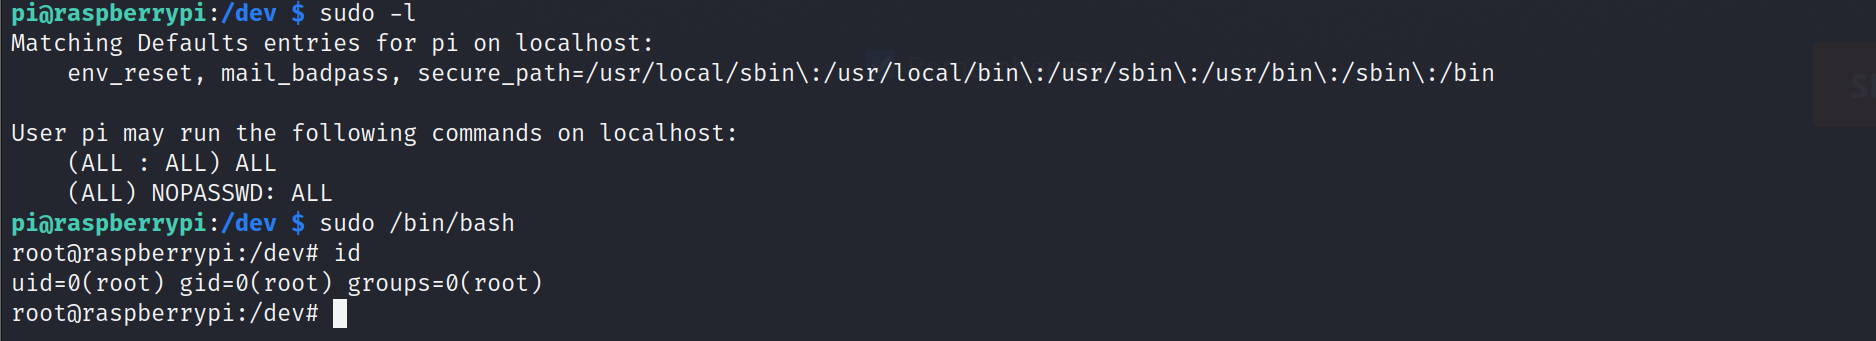 pi@raspberrypi:/dev $ sudo -l
Matching Defaults entries for pi on localhost:
    env_reset, mail_badpass, secure_path=/usr/local/sbin\:/usr/local/bin\:/usr/sbin\:/usr/bin\:/sbin\:/bin

User pi may run the following commands on localhost:
    (ALL : ALL) ALL
    (ALL) NOPASSWD: ALL
pi@raspberrypi:/dev $ sudo /bin/bash
root@raspberrypi:/dev# id
uid=0(root) gid=0(root) groups=0(root)
root@raspberrypi:/dev#